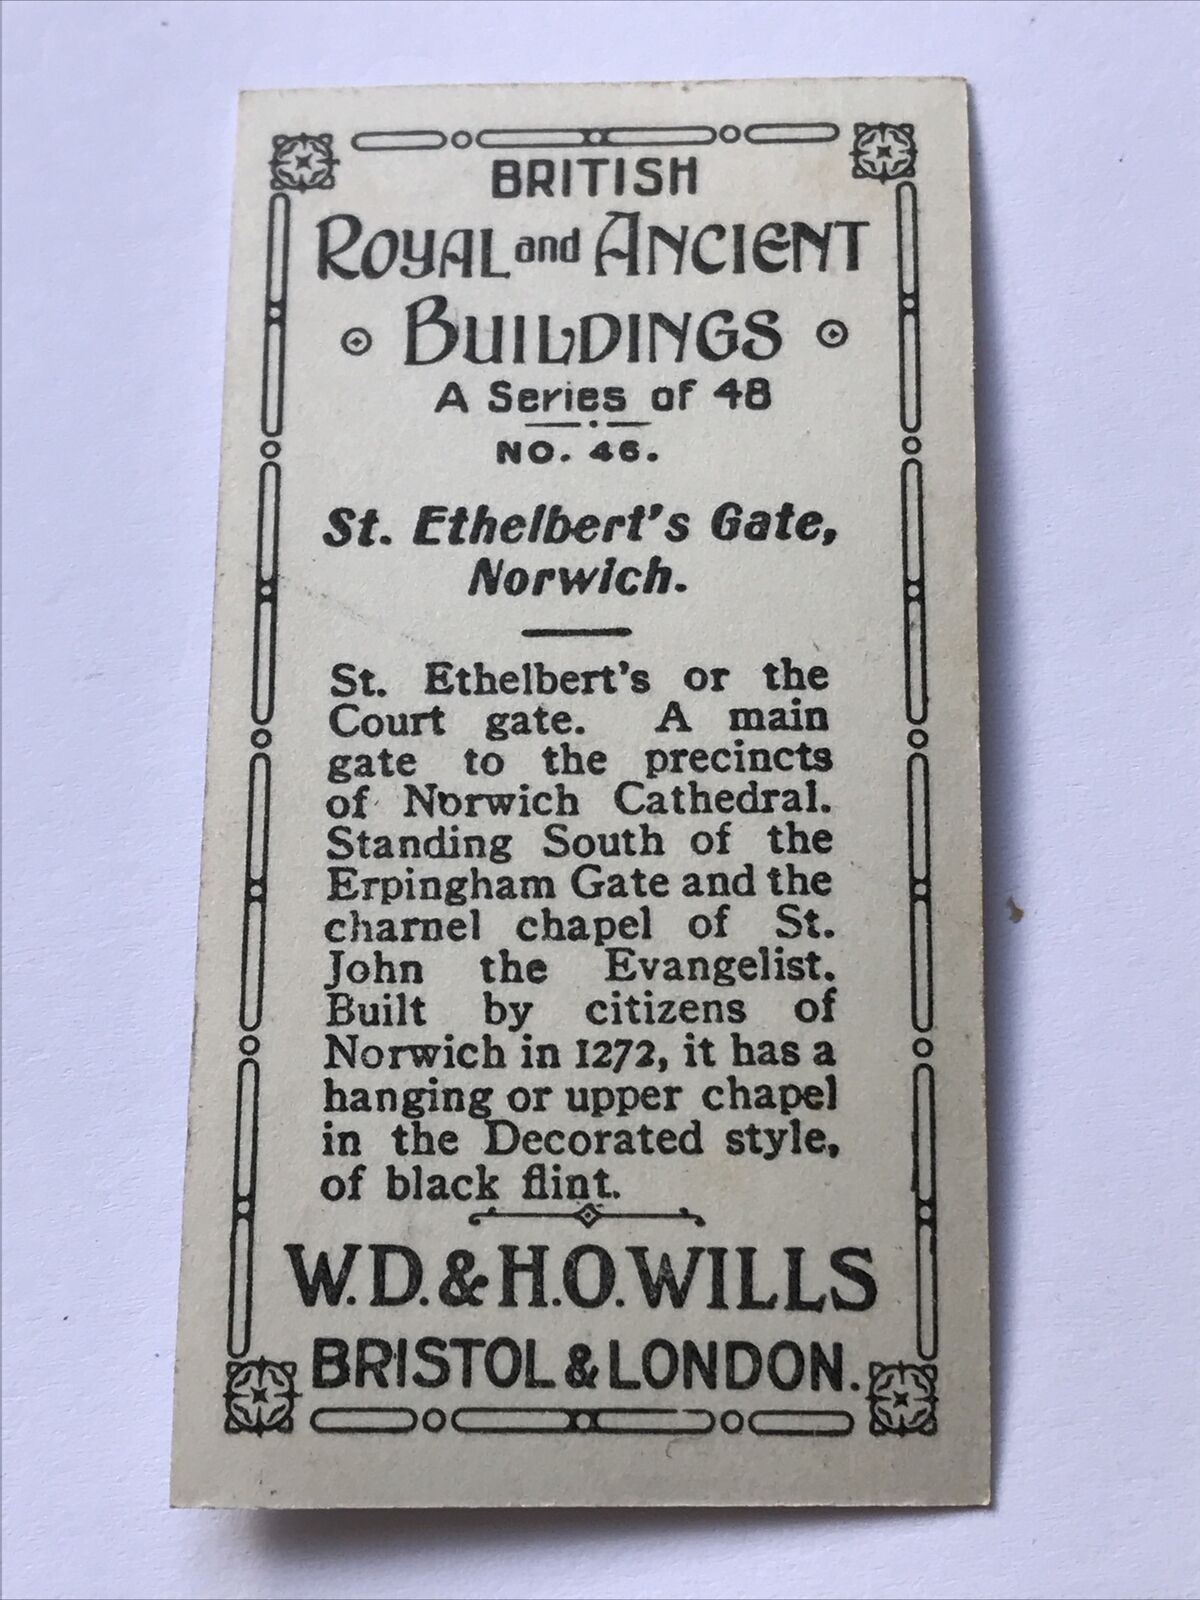 BRITISH
ROYAL and ANCIENT
BUILDINGS
A Series of 48
NO. 46.
St. Ethelbert's Gate,
Norwich.
St. Ethelbert's or the
Court gate. A main
gate to the precincts
of Norwich Cathedral.
Standing South of the
Erpingham Gate and the
charnel chapel of St.
John the Evangelist.
Built by citizens of
Norwich in 1272, it has a
hanging or upper chapel
in the Decorated style,
of black flint.
W.D.&H.O.WILLS
BRISTOL & LONDON.